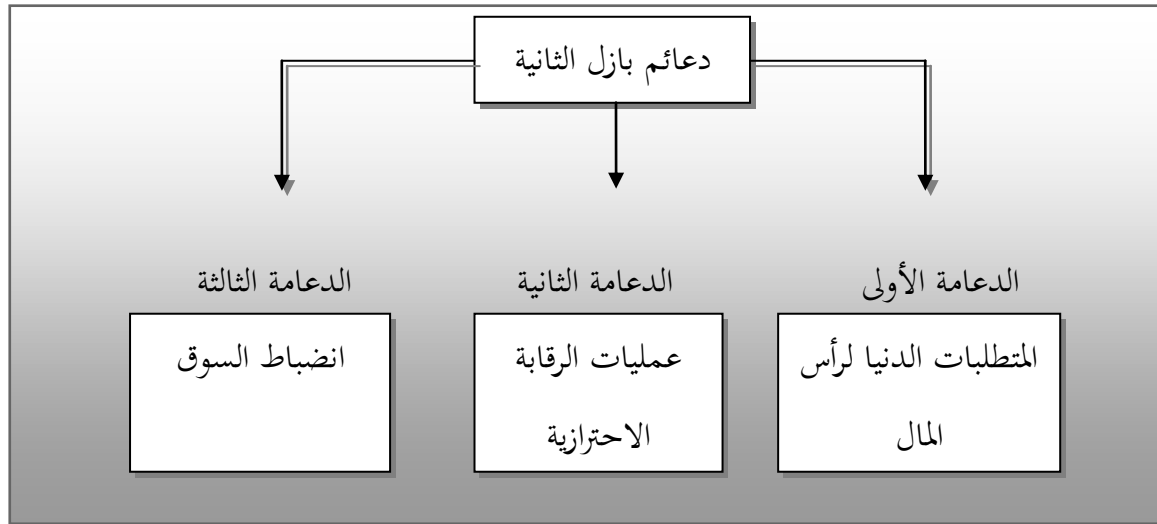 دعائم بازل الثانية
الدعامة الأولى
المتطلبات الدنيا لرأس
المال
الدعامة الثانية
عمليات الرقابة
الاحترازية
الدعامة الثالثة
انضباط السوق